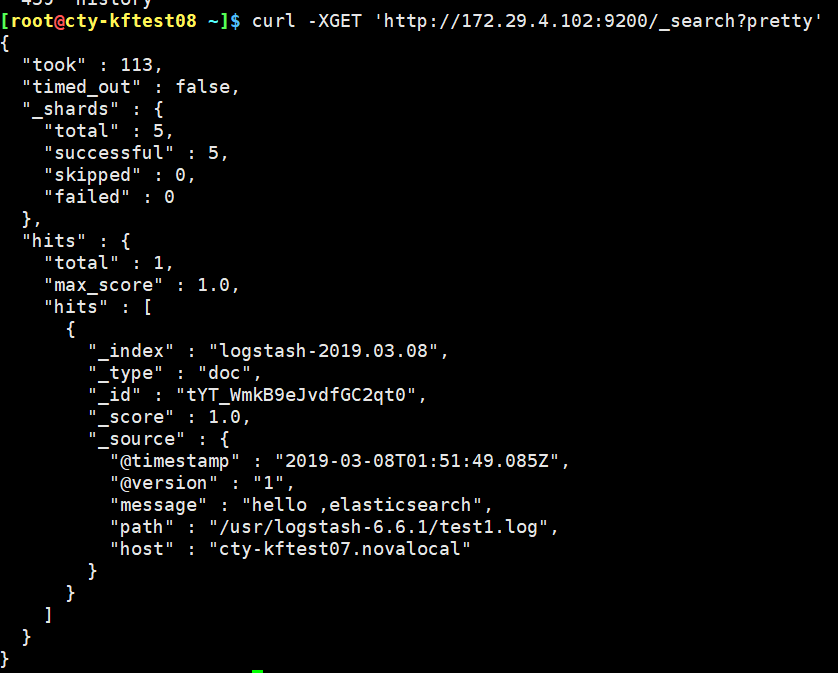 [root@cty-kftest08 ~]$ curl -XGET 'http://172.29.4.102:9200/_search?pretty'
{
  "took" : 113,
  "timed_out" : false,
  "_shards" : {
    "total" : 5,
    "successful" : 5,
    "skipped" : 0,
    "failed" : 0
  },
  "hits" : {
    "total" : 1,
    "max_score" : 1.0,
    "hits" : [
      {
        "_index" : "logstash-2019.03.08",
        "_type" : "doc",
        "_id" : "tYT_WmkB9eJvdfGC2qt0",
        "_score" : 1.0,
        "_source" : {
          "@timestamp" : "2019-03-08T01:51:49.085Z",
          "@version" : "1",
          "message" : "hello ,elasticsearch",
          "path" : "/usr/logstash-6.6.1/test1.log",
          "host" : "cty-kftest07.novalocal"
        }
      }
    ]
  }
}